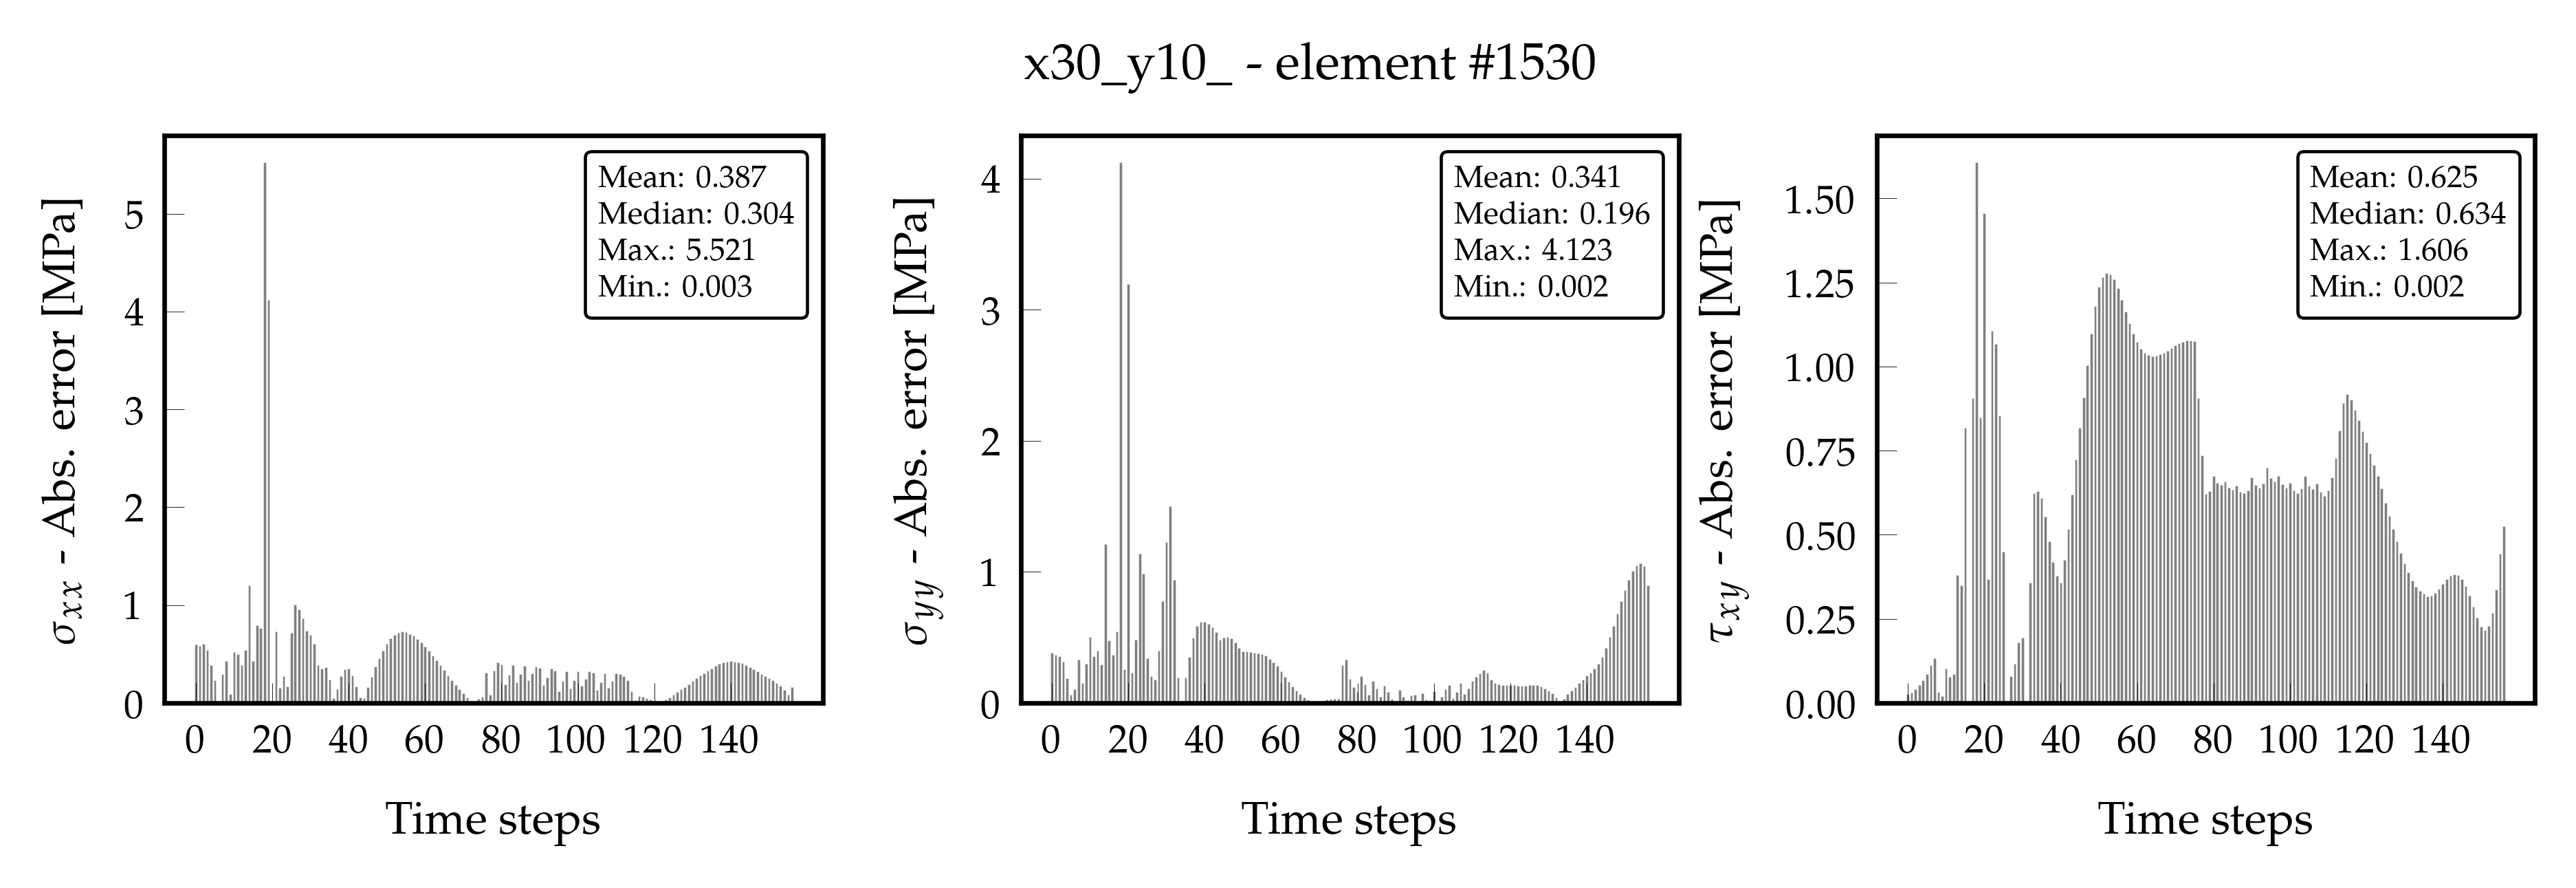 x30_y10_ - element #1530
σxx - Abs. error [MPa]
5
4
3
2
1
0
Mean: 0.387
Median: 0.304
Max.: 5.521
Min.: 0.003
0 20 40 60 80 100 120 140
Time steps
σyy - Abs. error [MPa]
4
3
2
1
0
Mean: 0.341
Median: 0.196
Max.: 4.123
Min.: 0.002
0 20 40 60 80 100 120 140
Time steps
τxy - Abs. error [MPa]
1.50
1.25
1.00
0.75
0.50
0.25
0.00
Mean: 0.625
Median: 0.634
Max.: 1.606
Min.: 0.002
0 20 40 60 80 100 120 140
Time steps